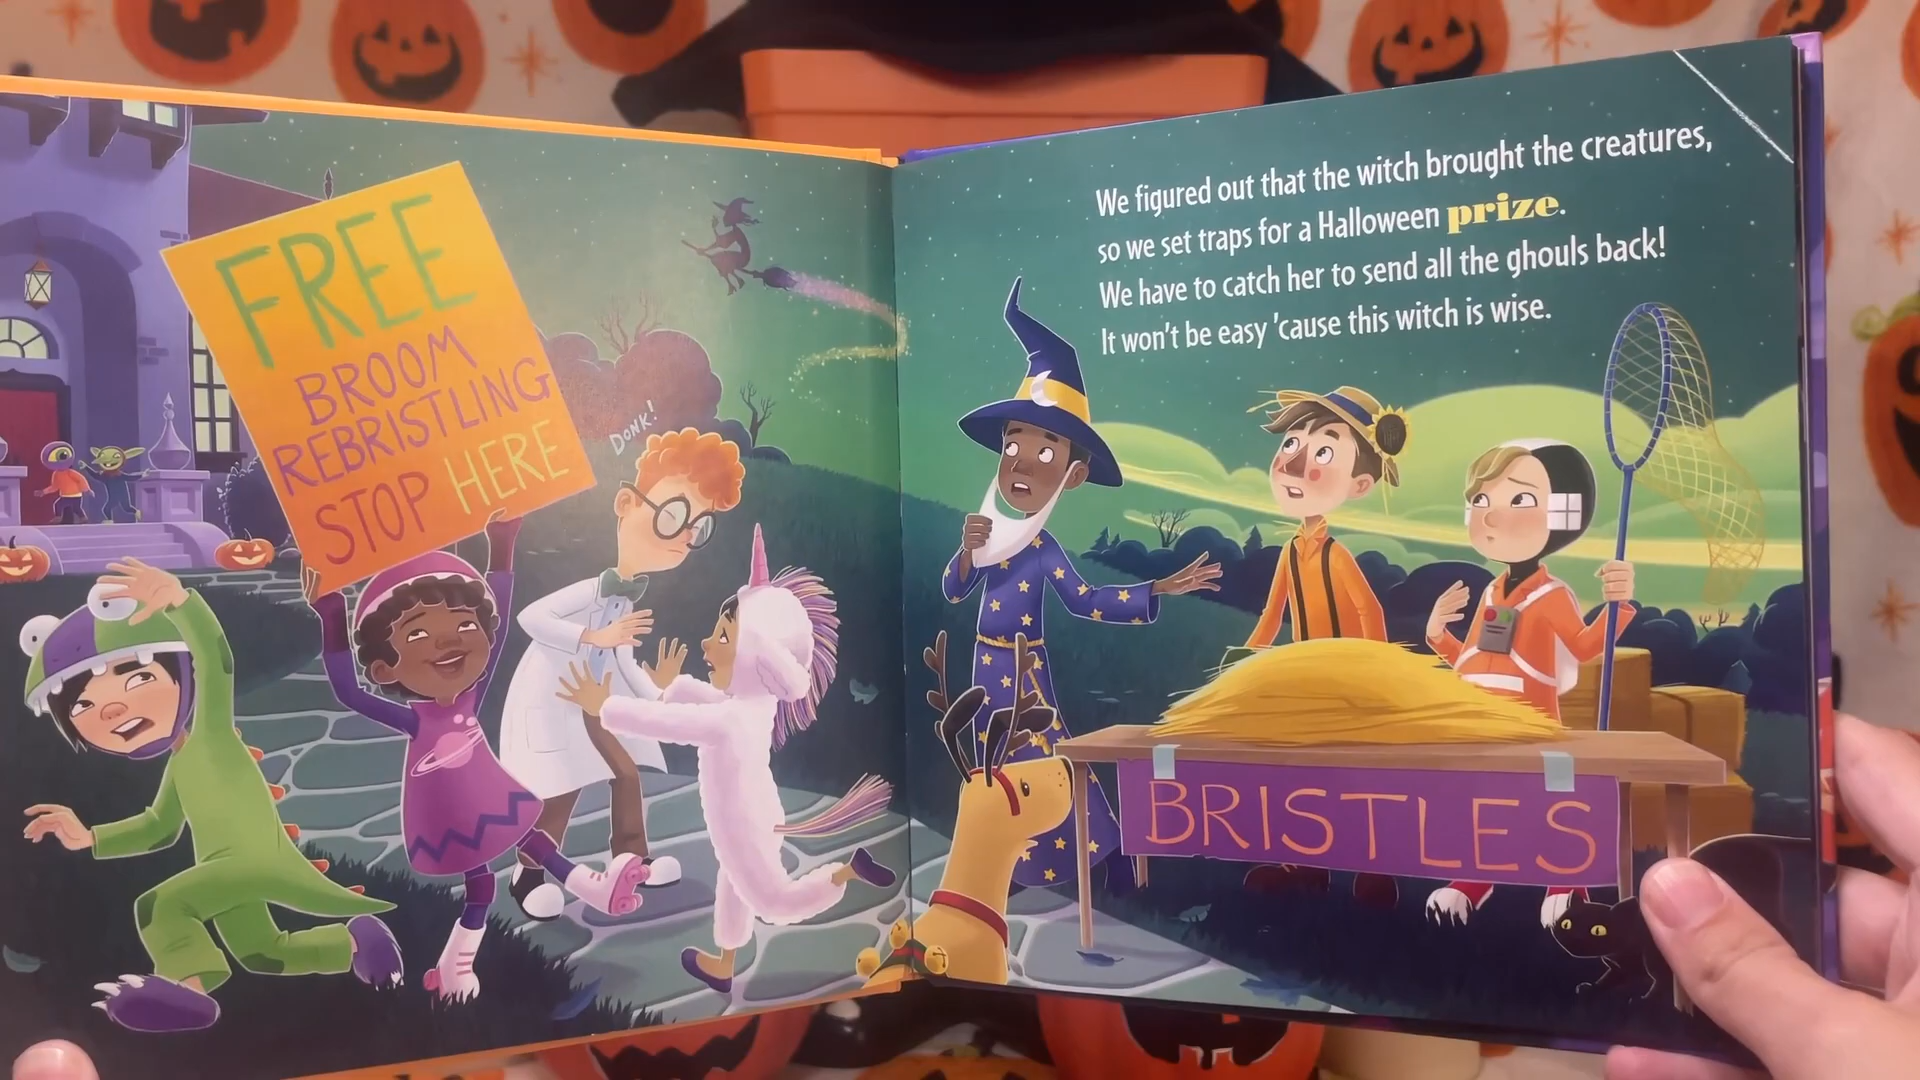 FREE
BROOM
REBRISTLING
STOP HERE
DONK!
We figured out that the witch brought the creatures,
so we set traps for a Halloween prize.
We have to catch her to send all the ghouls back!
It won't be easy 'cause this witch is wise.
BRISTLES